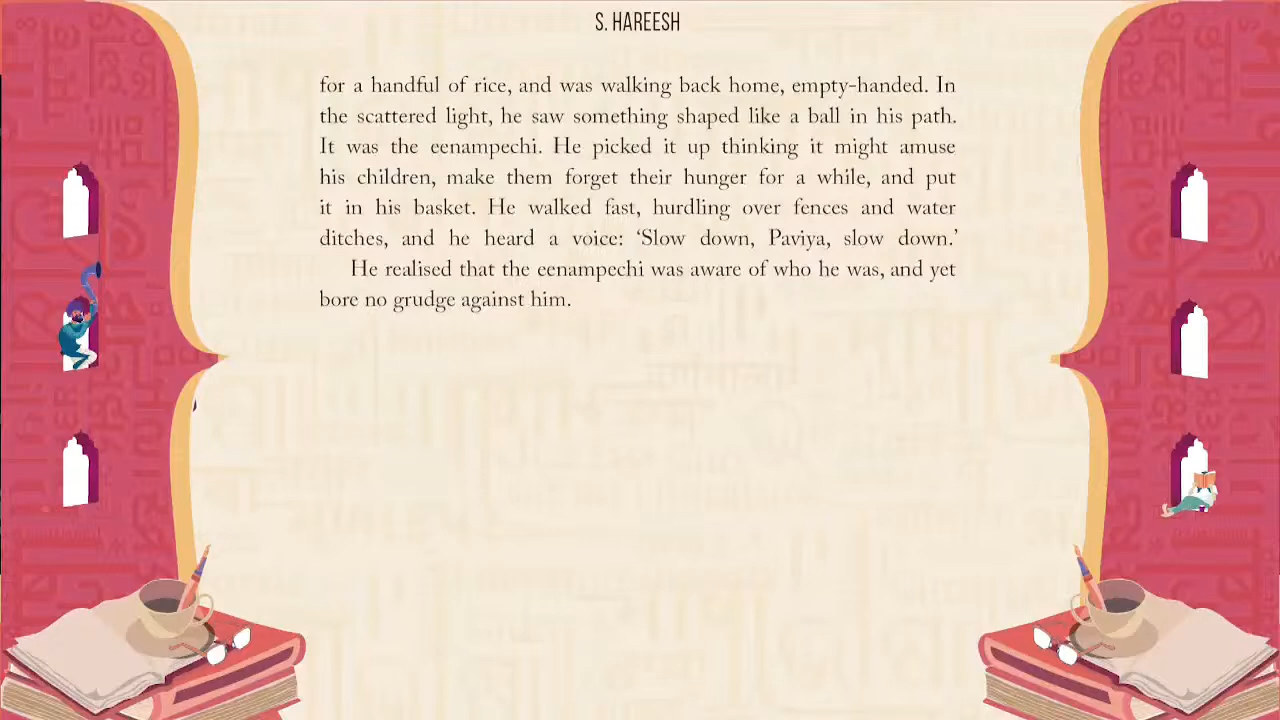 S. HAREESH
for a handful of rice, and was walking back home, empty-handed. In
the scattered light, he saw something shaped like a ball in his path.
It was the eenampechi. He picked it up thinking it might amuse
his children, make them forget their hunger for a while, and put
it in his basket. He walked fast, hurdling over fences and water
ditches, and he heard a voice: ‘Slow down, Paviya, slow down.’
He realised that the eenampechi was aware of who he was, and yet
bore no grudge against him.